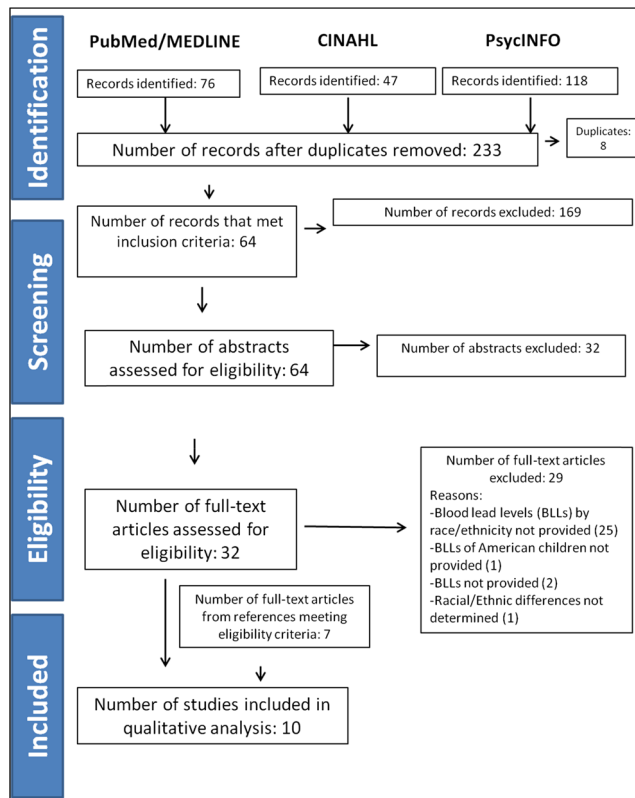 Identification
PubMed/MEDLINE
CINAHL
PsycINFO
Records identified: 76
Records identified: 47
Records identified: 118
Number of records after duplicates removed: 233
Duplicates:
8
Screening
Number of records that met
inclusion criteria: 64
Number of records excluded: 169
Number of abstracts
assessed for eligibility: 64
Number of abstracts excluded: 32
Eligibility
Number of full-text
articles assessed for
eligibility: 32
Number of full-text articles
excluded: 29
Reasons:
-Blood lead levels (BLLs) by
race/ethnicity not provided (25)
-BLLs of American children not
provided (1)
-BLLs not provided (2)
-Racial/Ethnic differences not
determined (1)
Number of full-text articles
from references meeting
eligibility criteria: 7
Included
Number of studies included in
qualitative analysis: 10